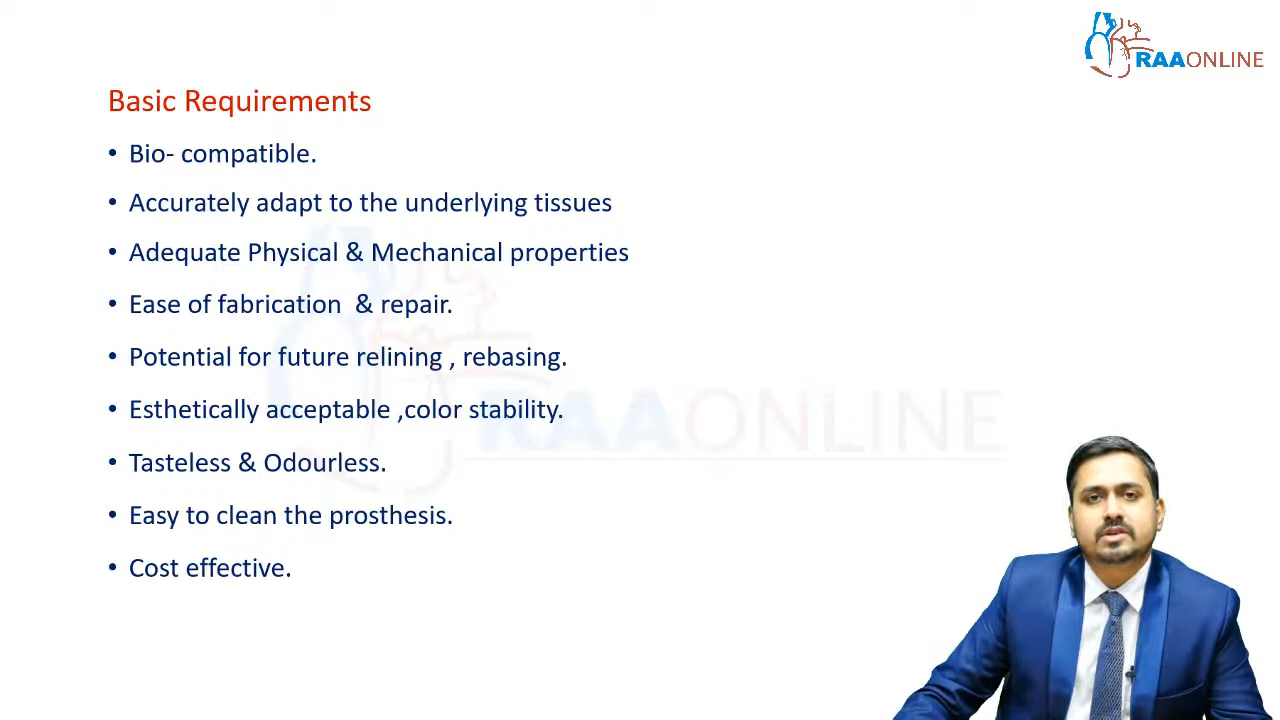 RAAONLINE
Basic Requirements
• Bio- compatible.
• Accurately adapt to the underlying tissues
• Adequate Physical & Mechanical properties
• Ease of fabrication & repair.
• Potential for future relining , rebasing.
• Esthetically acceptable ,color stability.
• Tasteless & Odourless.
• Easy to clean the prosthesis.
• Cost effective.
RAAONLINE